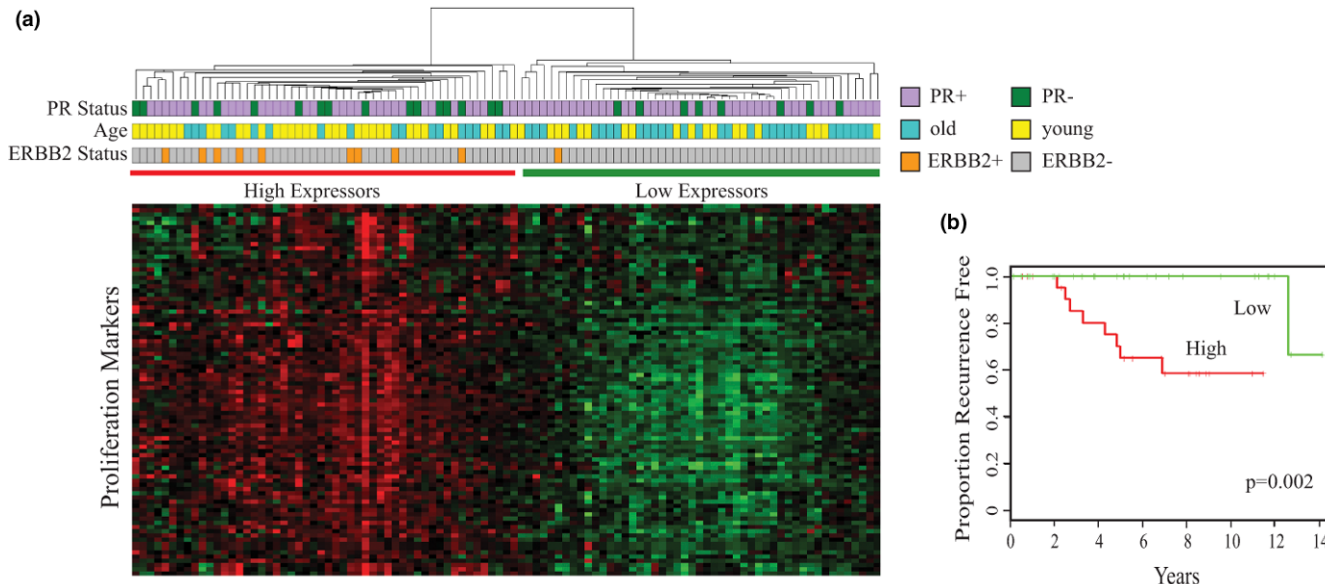 (a)
PR Status
Age
ERBB2 Status
PR+
PR-
old
young
ERBB2+
ERBB2-
High Expressors
Low Expressors
Proliferation Markers
(b)
Proportion Recurrence Free
1.0
0.8
0.6
0.4
0.2
0
Low
High
p=0.002
0 2 4 6 8 10 12 14
Years